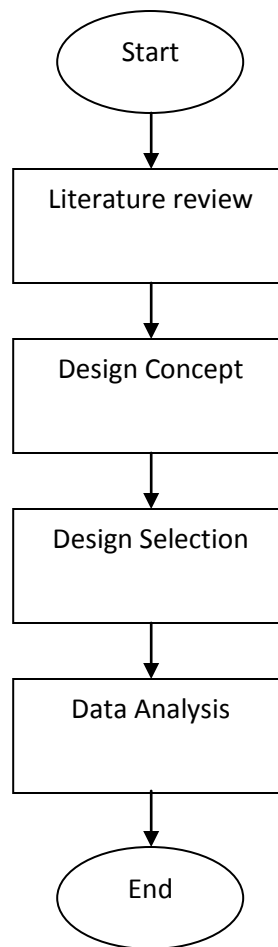 Start
Literature review
Design Concept
Design Selection
Data Analysis
End